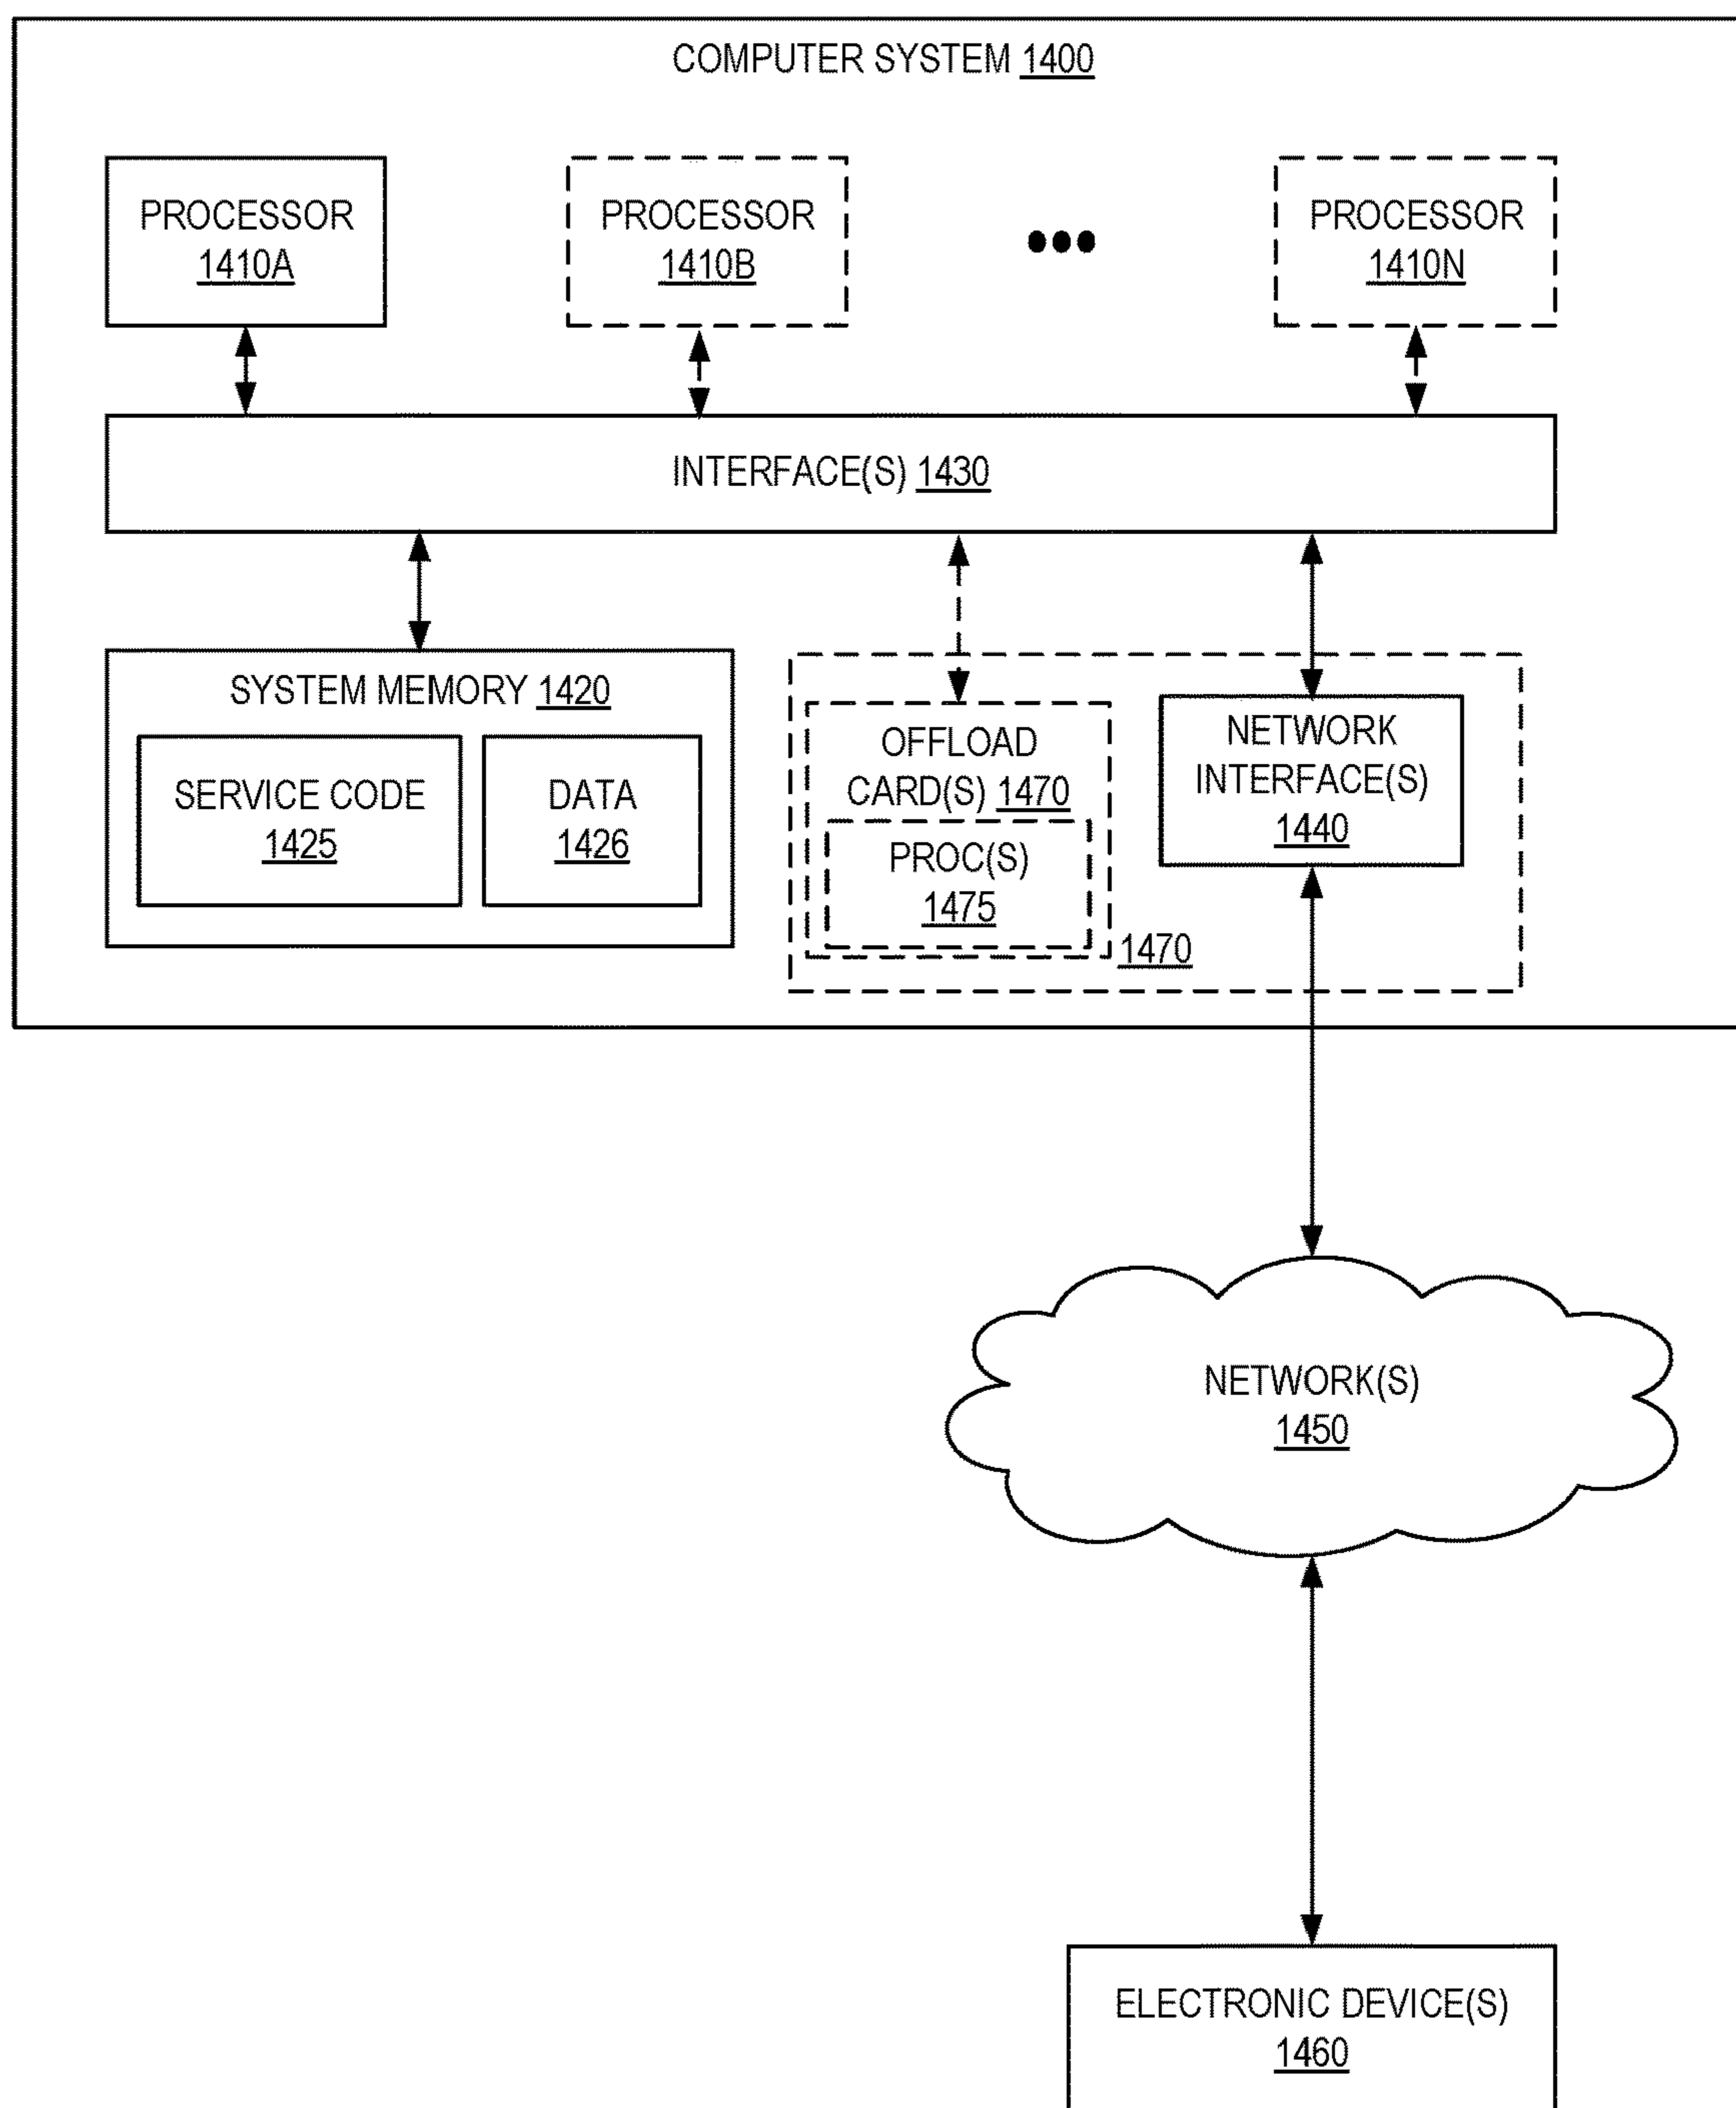 COMPUTER SYSTEM 1400
PROCESSOR
1410A
PROCESSOR
1410B
PROCESSOR
1410N
INTERFACE(S) 1430
SYSTEM MEMORY 1420
SERVICE CODE
1425
DATA
1426
OFFLOAD
CARD(S) 1470
PROC(S)
1475
1470
NETWORK
INTERFACE(S)
1440
NETWORK(S)
1450
ELECTRONIC DEVICE(S)
1460